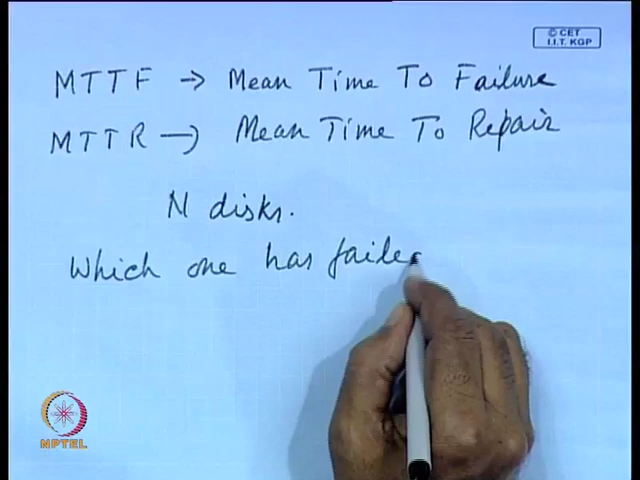 © CET
I.I.T. KGP
MTTF → Mean Time To Failure
MTTR → Mean Time To Repair
N disks.
Which one has faile
NPTEL